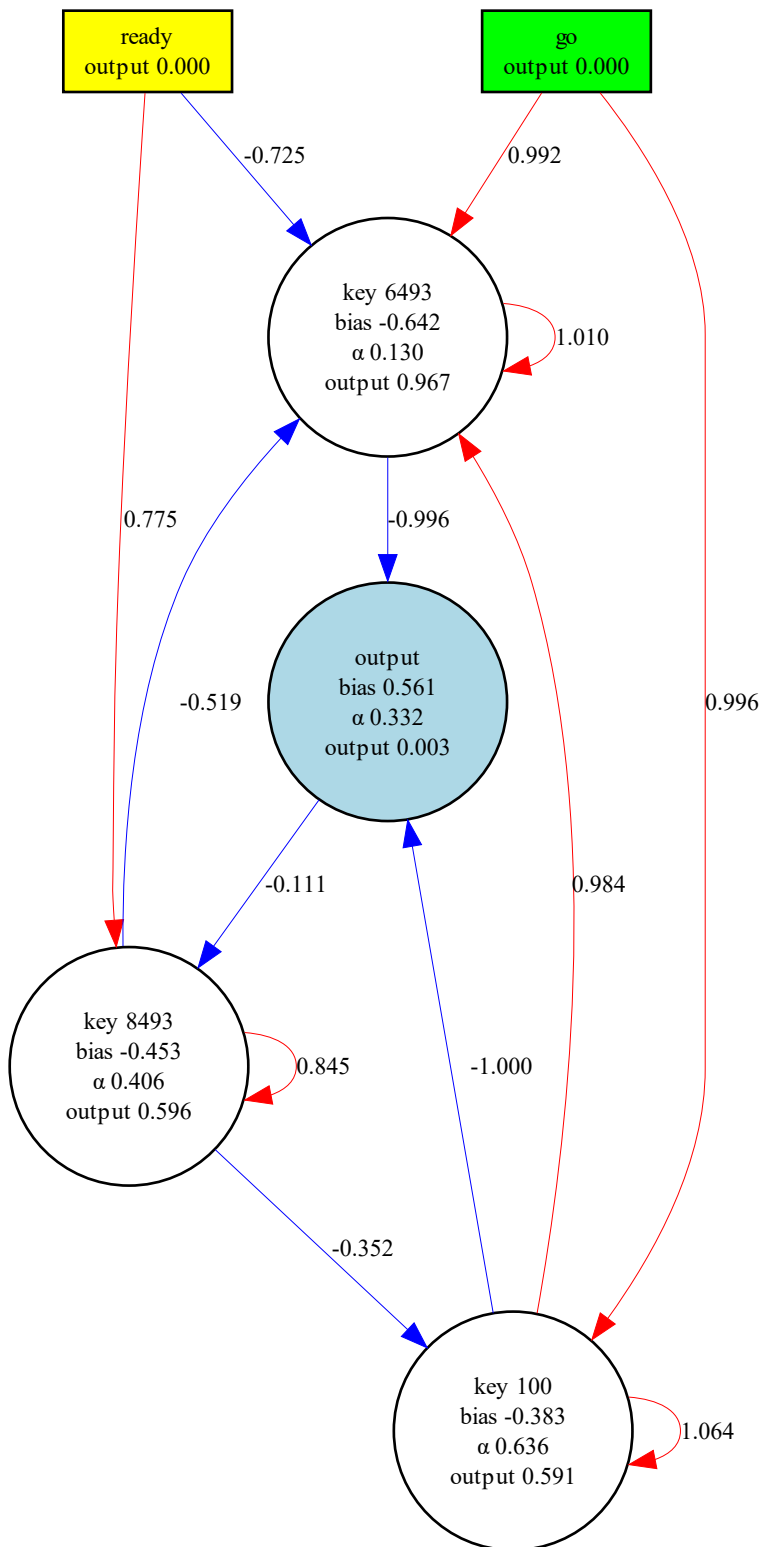 ready
output 0.000
go
output 0.000
-0.725
0.992
key 6493
bias -0.642
α 0.130
output 0.967
1.010
0.775
-0.996
-0.519
output
bias 0.561
α 0.332
output 0.003
0.996
-0.111
0.984
key 8493
bias -0.453
α 0.406
output 0.596
0.845
-1.000
-0.352
key 100
bias -0.383
α 0.636
output 0.591
1.064